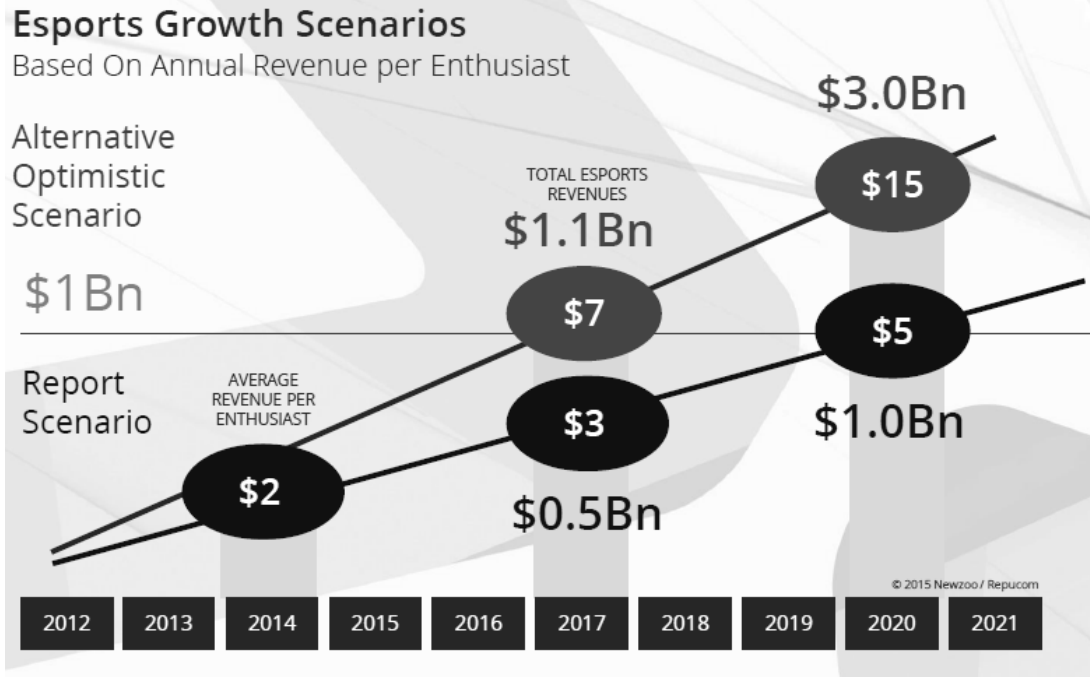 Esports Growth Scenarios
Based On Annual Revenue per Enthusiast
$3.0Bn
Alternative
Optimistic
Scenario
$15
TOTAL ESPORTS
REVENUES
$1.1Bn
$1Bn
$7
$5
Report
Scenario
AVERAGE
REVENUE PER
ENTHUSIAST
$3
$1.0Bn
$2
$0.5Bn
© 2015 Newzoo / Repucom
2012 2013 2014 2015 2016 2017 2018 2019 2020 2021